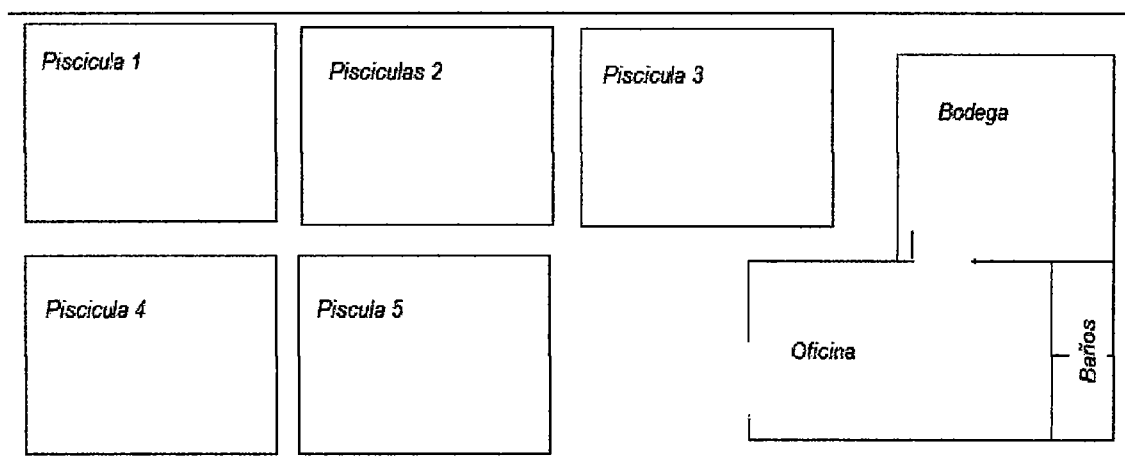 Piscicula 1
Pisciculas 2
Piscicula 3
Bodega
Piscicula 4
Piscula 5
Oficina
Baños